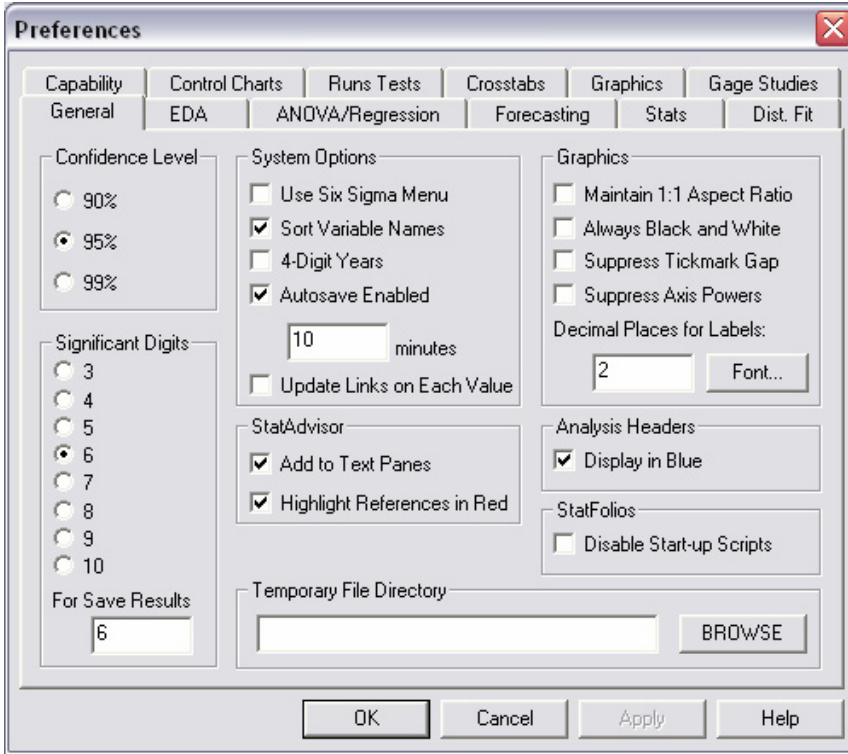 Preferences
Capability
Control Charts
Runs Tests
Crosstabs
Graphics
Gage Studies
General
EDA
ANOVA/Regression
Forecasting
Stats
Dist. Fit
Confidence Level
90%
95%
99%
Significant Digits
3
4
5
6
7
8
9
10
For Save Results
6
System Options
Use Six Sigma Menu
Sort Variable Names
4-Digit Years
Autosave Enabled
10 minutes
Update Links on Each Value
StatAdvisor
Add to Text Panes
Highlight References in Red
Graphics
Maintain 1:1 Aspect Ratio
Always Black and White
Suppress Tickmark Gap
Suppress Axis Powers
Decimal Places for Labels:
2
Font...
Analysis Headers
Display in Blue
StatFolios
Disable Start-up Scripts
Temporary File Directory
BROWSE
OK
Cancel
Apply
Help